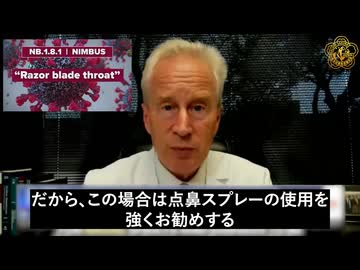 NB.1.8.1 | NIMBUS
“Razor blade throat”
だから、この場合は点鼻スプレーの使用を
強くお勧めする